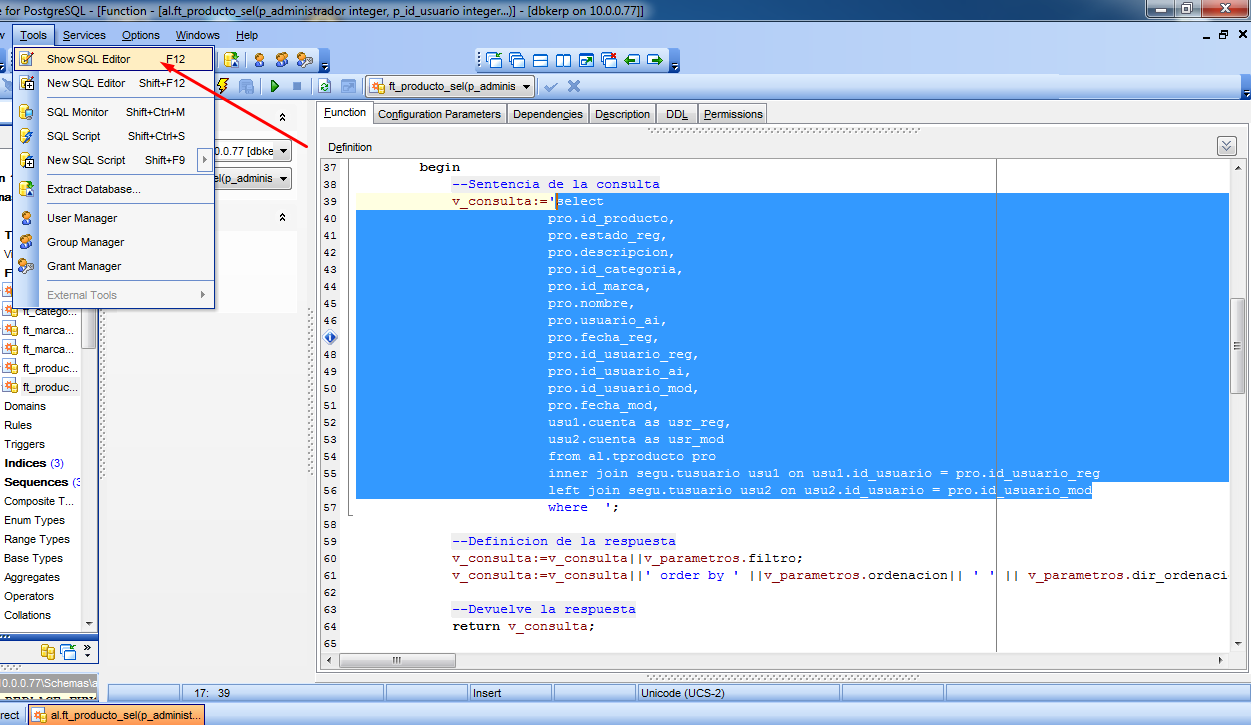 e for PostgreSQL - [Function - [al.ft_producto_sel(p_administrador integer, p_id_usuario integer...)] - [dbkerp on 10.0.0.77]]
Tools Services Options Windows Help
Show SQL Editor F12
New SQL Editor Shift+F12
SQL Monitor Shift+Ctrl+M
SQL Script Shift+Ctrl+S
New SQL Script Shift+F9
Extract Database...
User Manager
Group Manager
Grant Manager
External Tools
ft_producto_sel(p_adminis
0.0.77 [dbke
el(p_adminis
ft_catego...
ft_marca...
ft_marca...
ft_produc...
ft_produc...
Domains
Rules
Triggers
Indices (3)
Sequences (3
Composite T...
Enum Types
Range Types
Base Types
Aggregates
Operators
Collations
10.0.0.77\Schemas\a
Function Configuration Parameters Dependencies Description DDL Permissions
Definition
37 begin
38 --Sentencia de la consulta
39 v_consulta:='select
40 pro.id_producto,
41 pro.estado_reg,
42 pro.descripcion,
43 pro.id_categoria,
44 pro.id_marca,
45 pro.nombre,
46 pro.usuario_ai,
pro.fecha_reg,
48 pro.id_usuario_reg,
49 pro.id_usuario_ai,
50 pro.id_usuario_mod,
51 pro.fecha_mod,
52 usu1.cuenta as usr_reg,
53 usu2.cuenta as usr_mod
54 from al.tproducto pro
55 inner join segu.tusuario usu1 on usu1.id_usuario = pro.id_usuario_reg
56 left join segu.tusuario usu2 on usu2.id_usuario = pro.id_usuario_mod
57 where ';
58
59 --Definicion de la respuesta
60 v_consulta:=v_consulta||v_parametros.filtro;
61 v_consulta:=v_consulta||' order by ' ||v_parametros.ordenacion|| ' ' || v_parametros.dir_ordenaci
62
63 --Devuelve la respuesta
64 return v_consulta;
65
17: 39 Insert Unicode (UCS-2)
rect al.ft_producto_sel(p_administ...